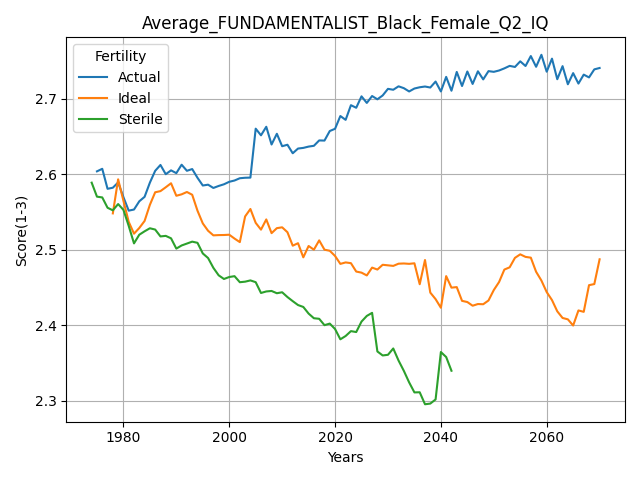 Average_FUNDAMENTALIST_Black_Female_Q2_IQ
Fertility
Actual
Ideal
Sterile
Score(1-3)
2.7
2.6
2.5
2.4
2.3
1980 2000 2020 2040 2060
Years